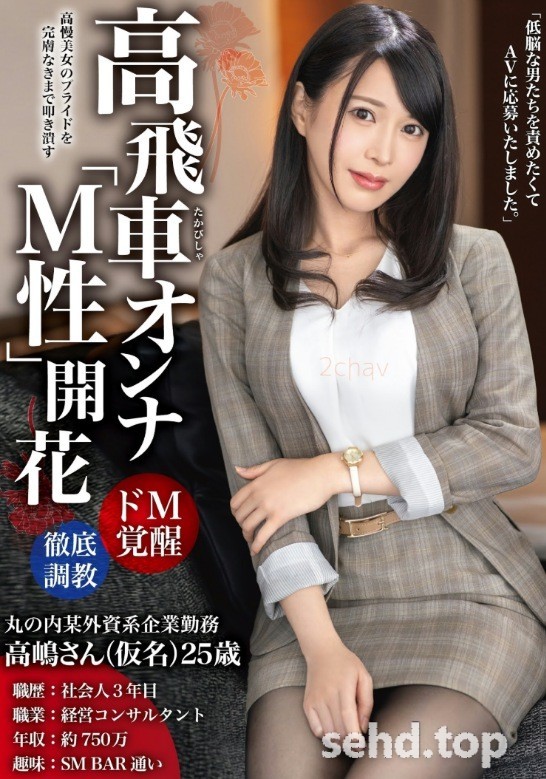 「低脳な男たちを責めたくて
AVに応募いたしました。」
高慢美女のプライドを
完膚なきまで叩き潰す
高飛車オンナ
たかびしゃ
「M性」開花
ドM
覚醒
徹底
調教
2chav
丸の内某外資系企業勤務
高嶋さん(仮名)25歳
職歴：社会人3年目
職業：経営コンサルタント
年収：約750万
趣味：SM BAR 通い
sehd.top